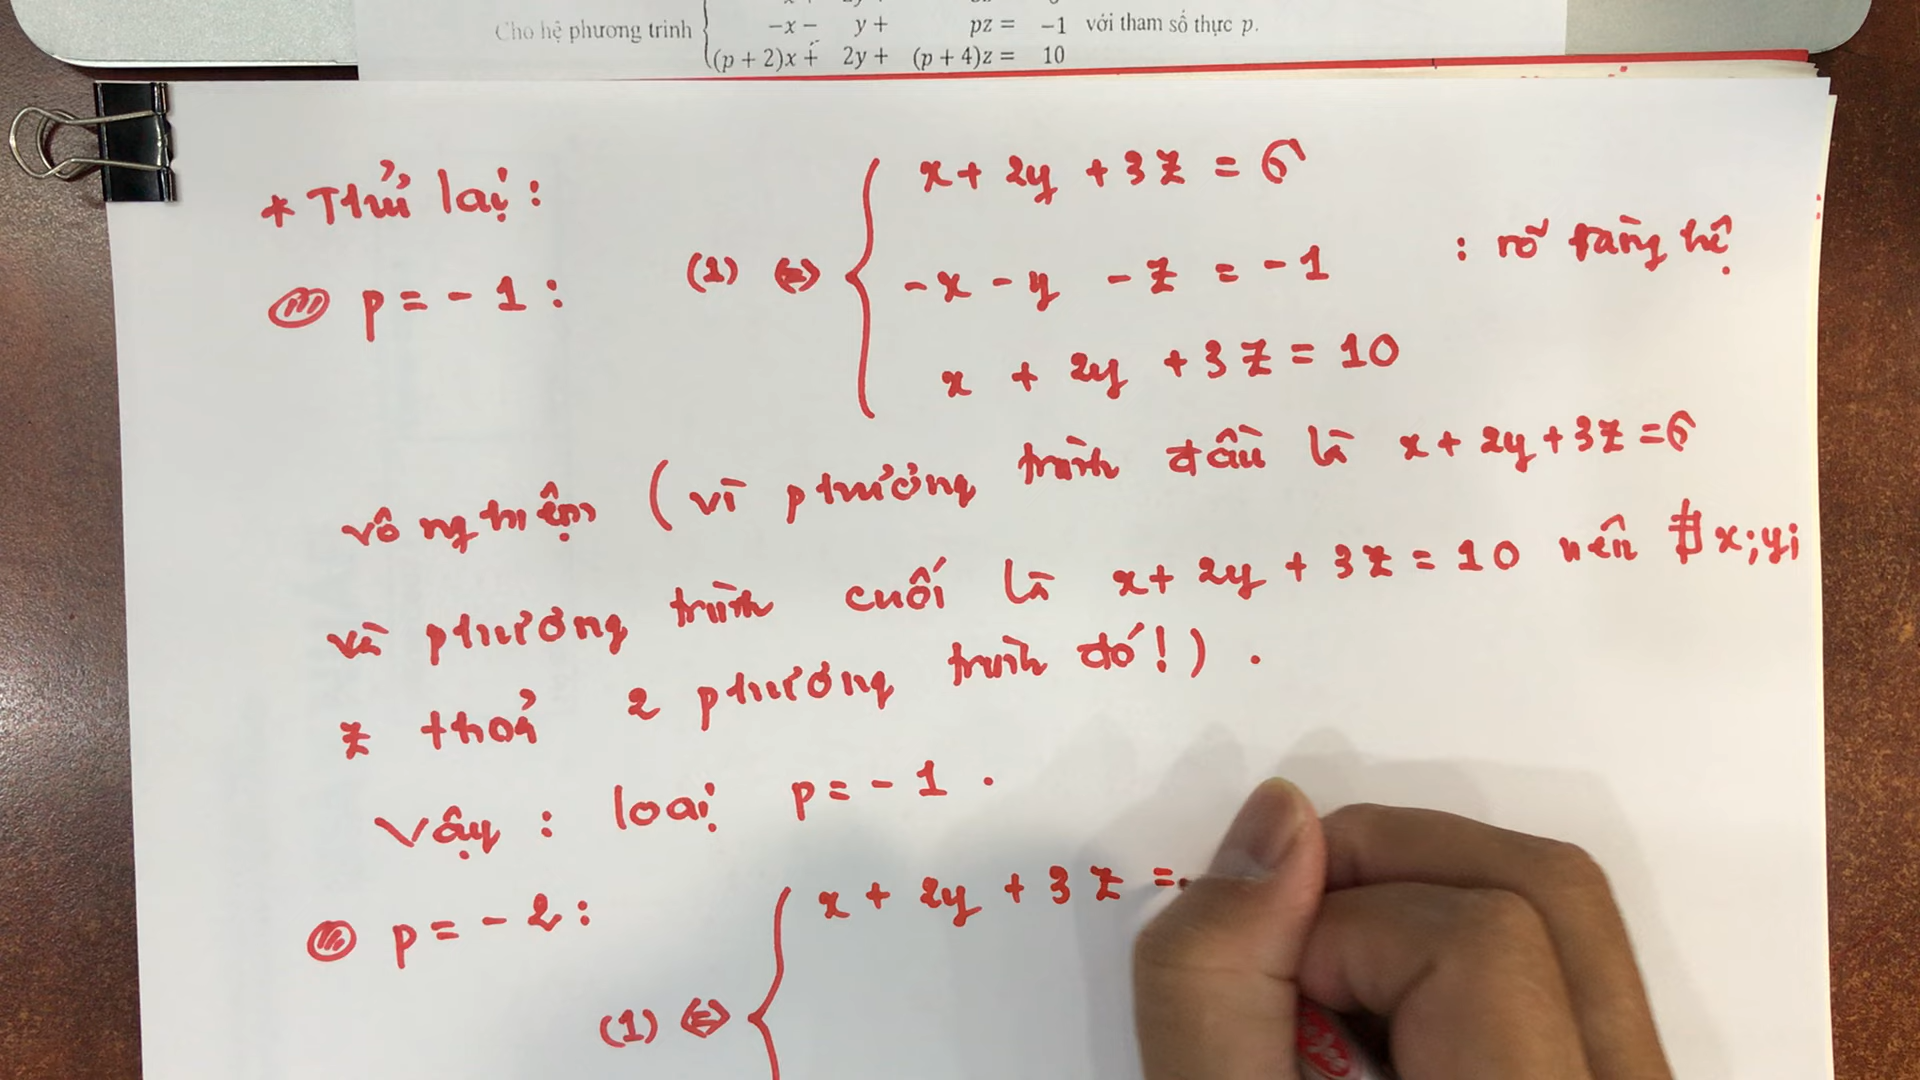 Cho hệ phương trình
-x - y + pz = -1 với tham số thực p.
(p + 2)x + 2y + (p + 4)z = 10
* Thử lại:
p = -1: (1) ⇔
x + 2y + 3z = 6
-x - y - z = -1 : rõ ràng hệ
x + 2y + 3z = 10
vô nghiệm (vì phương trình đầu là x + 2y + 3z = 6
và phương trình cuối là x + 2y + 3z = 10 nên ∄ x; y;
z thoả 2 phương trình đó!).
Vậy: loại p = -1.
p = -2:
(1) ⇔ x + 2y + 3z =